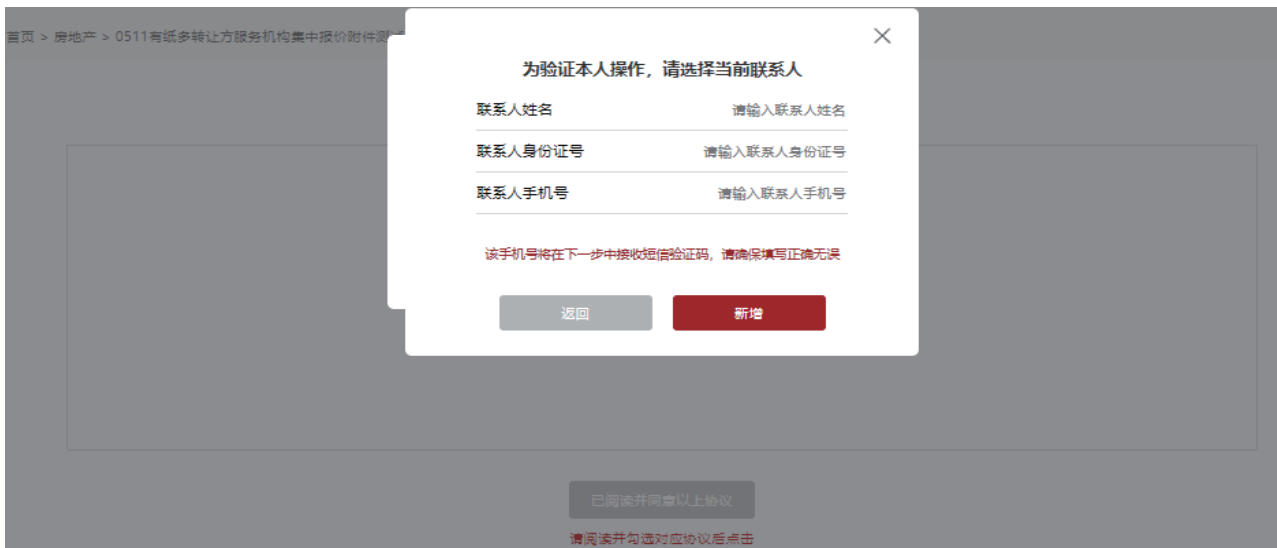 首页 > 房地产 > 0511有纸多转让方服务机构集中报价附件测试
为验证本人操作，请选择当前联系人
联系人姓名 请输入联系人姓名
联系人身份证号 请输入联系人身份证号
联系人手机号 请输入联系人手机号
该手机号将在下一步中接收短信验证码，请确保填写正确无误
返回 新增
已阅读并同意以上协议
请阅读并勾选对应协议后点击